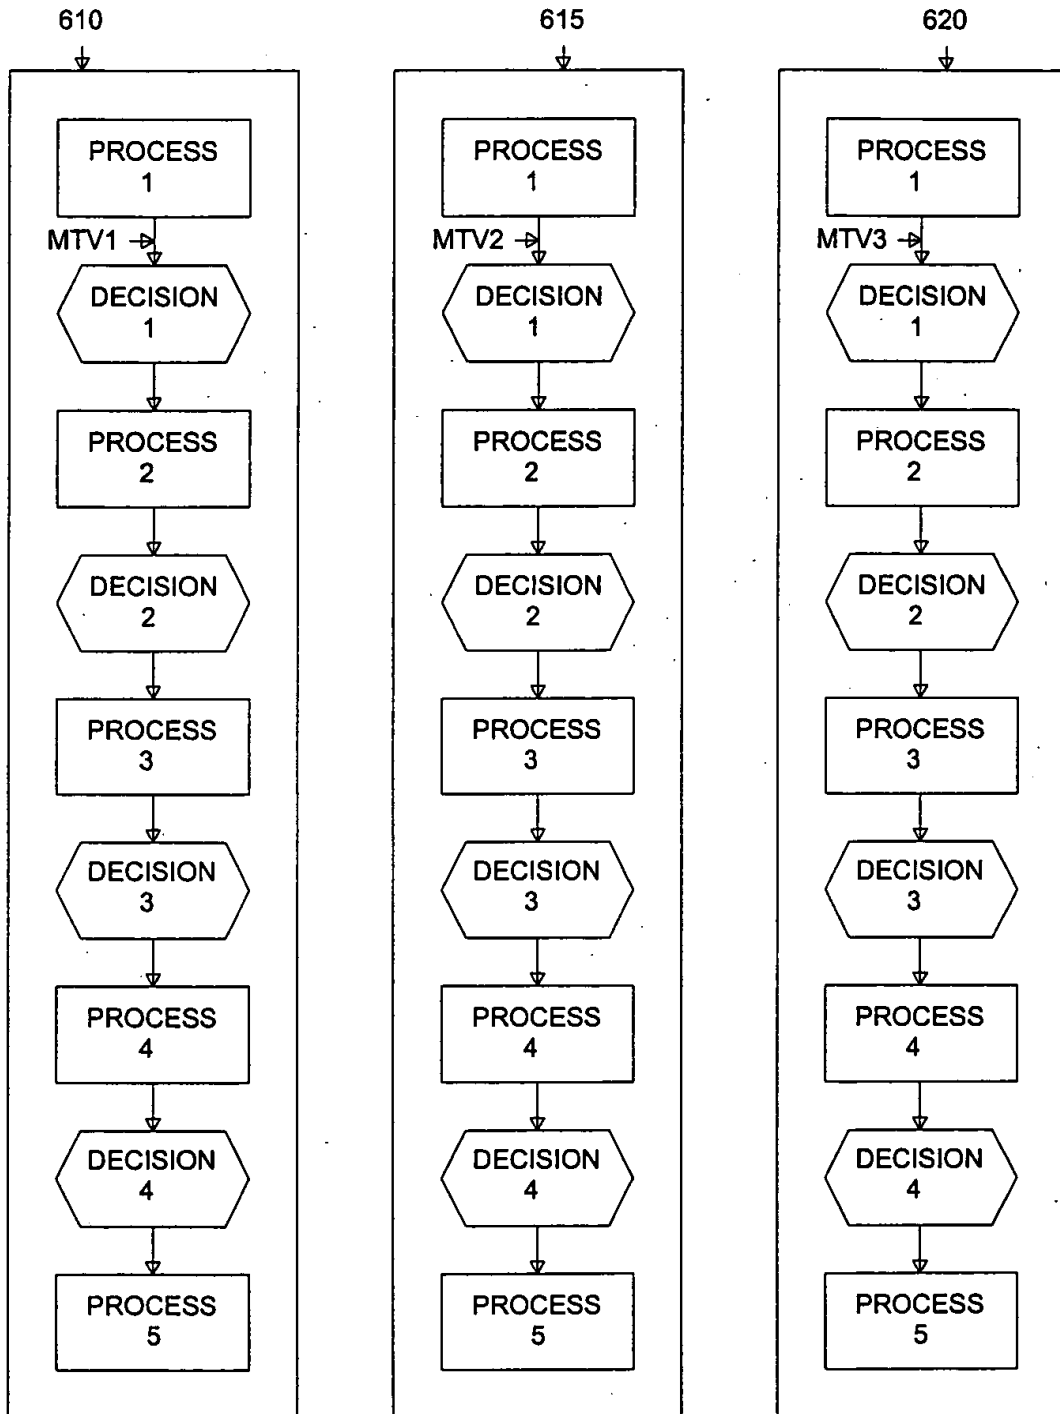 610
615
620
PROCESS
1
MTV1
DECISION
1
PROCESS
2
DECISION
2
PROCESS
3
DECISION
3
PROCESS
4
DECISION
4
PROCESS
5
PROCESS
1
MTV2
DECISION
1
PROCESS
2
DECISION
2
PROCESS
3
DECISION
3
PROCESS
4
DECISION
4
PROCESS
5
PROCESS
1
MTV3
DECISION
1
PROCESS
2
DECISION
2
PROCESS
3
DECISION
3
PROCESS
4
DECISION
4
PROCESS
5